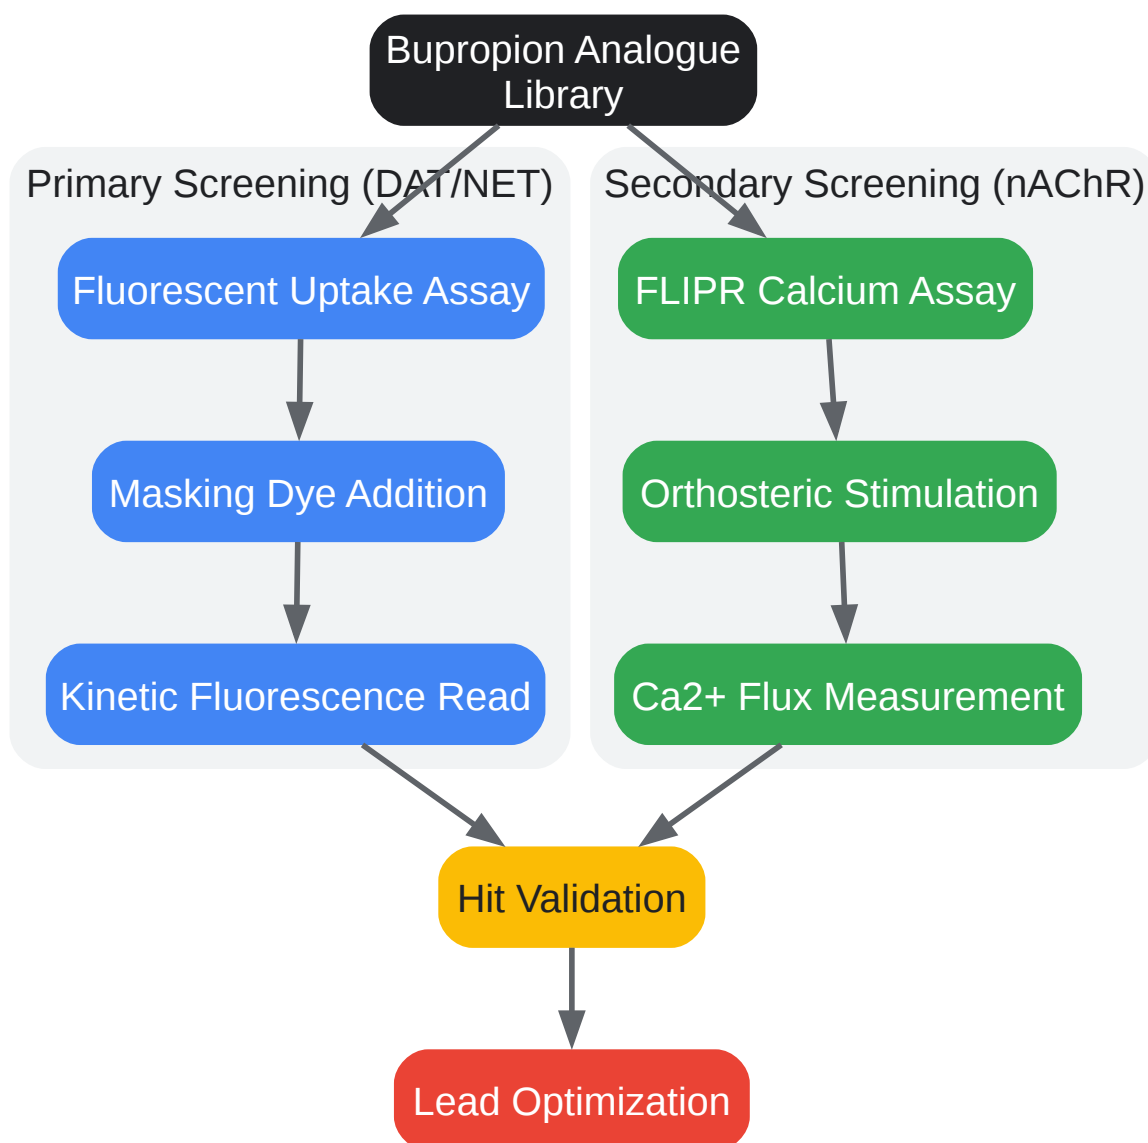 Bupropion Analogue
Library
Primary Screening (DAT/NET)
Fluorescent Uptake Assay
Masking Dye Addition
Kinetic Fluorescence Read
Secondary Screening (nAChR)
FLIPR Calcium Assay
Orthosteric Stimulation
Ca2+ Flux Measurement
Hit Validation
Lead Optimization